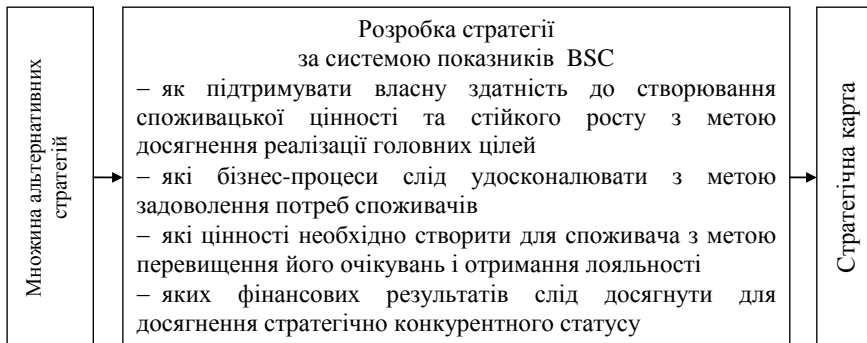 Множина альтернативних
стратегій
Розробка стратегії
за системою показників BSC
– як підтримувати власну здатність до створювання
споживацької цінності та стійкого росту з метою
досягнення реалізації головних цілей
– які бізнес-процеси слід удосконалювати з метою
задоволення потреб споживачів
– які цінності необхідно створити для споживача з метою
перевищення його очікувань і отримання лояльності
– яких фінансових результатів слід досягнути для
досягнення стратегічно конкурентного статусу
Стратегічна карта